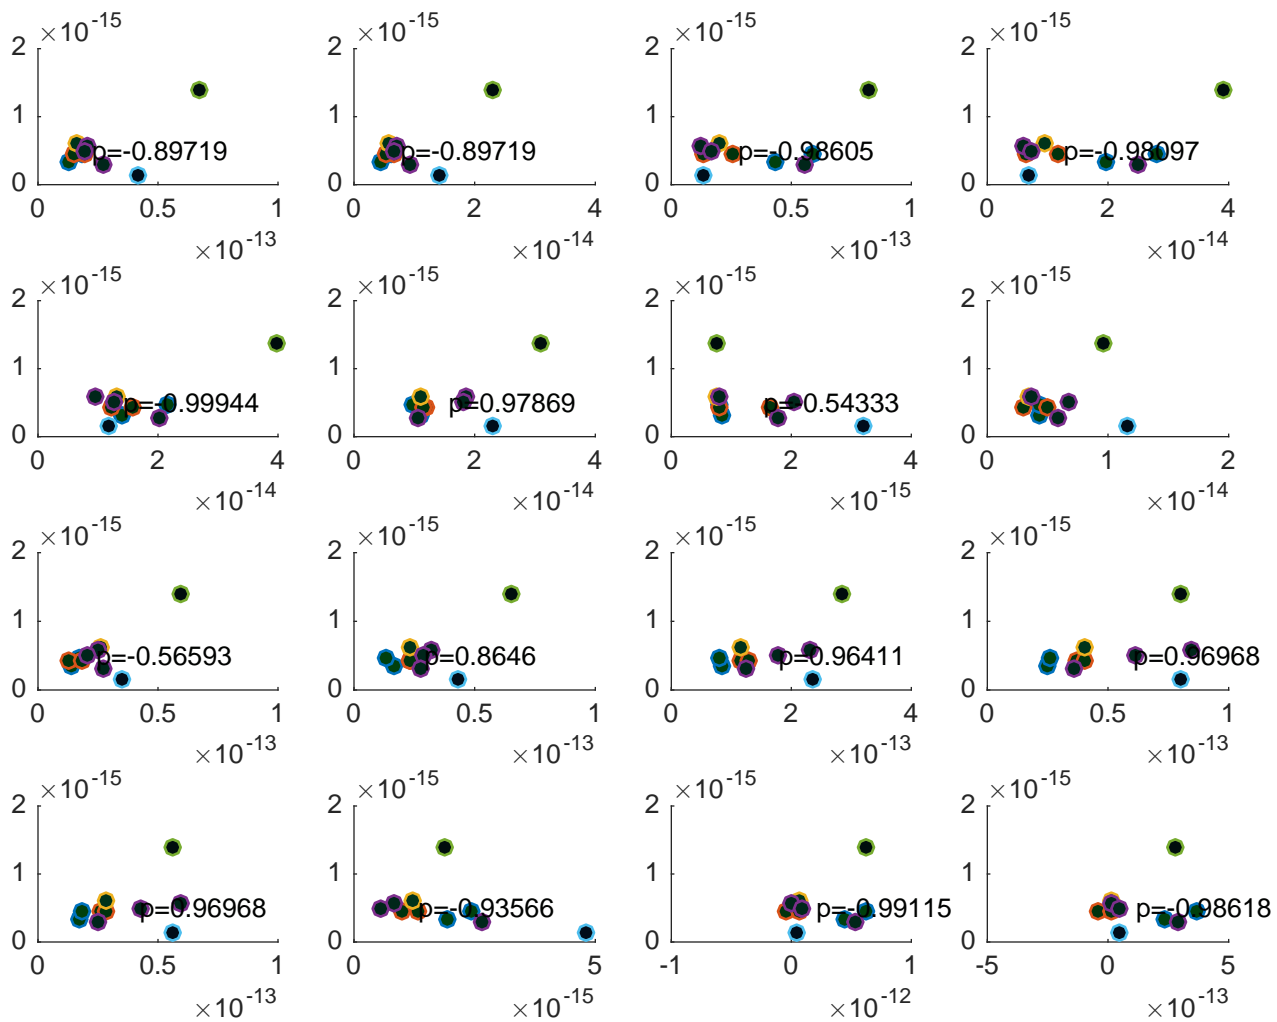 ×10-15 ×10-15 ×10-15 ×10-15
2 2 2 2
1 1 1 1
p=-0.89719 p=-0.89719 p=-0.98605 p=-0.98097
0 0 0 0
0 0.5 1 0 2 4 0 0.5 1 0 2 4
×10-13 ×10-14 ×10-13 ×10-14
×10-15 ×10-15 ×10-15 ×10-15
2 2 2 2
1 1 1 1
p=-0.99944 p=0.97869 p=-0.54333
0 0 0 0
0 2 4 0 2 4 0 2 4 0 1 2
×10-14 ×10-14 ×10-15 ×10-14
×10-15 ×10-15 ×10-15 ×10-15
2 2 2 2
1 1 1 1
p=-0.56593 p=0.8646 p=0.96411 p=0.96968
0 0 0 0
0 0.5 1 0 0.5 1 0 2 4 0 0.5 1
×10-13 ×10-13 ×10-13 ×10-13
×10-15 ×10-15 ×10-15 ×10-15
2 2 2 2
1 1 1 1
p=0.96968 p=-0.93566 p=-0.99115 p=-0.98618
0 0 0 0
0 0.5 1 0 5 -1 0 1 -5 0 5
×10-13 ×10-15 ×10-12 ×10-13